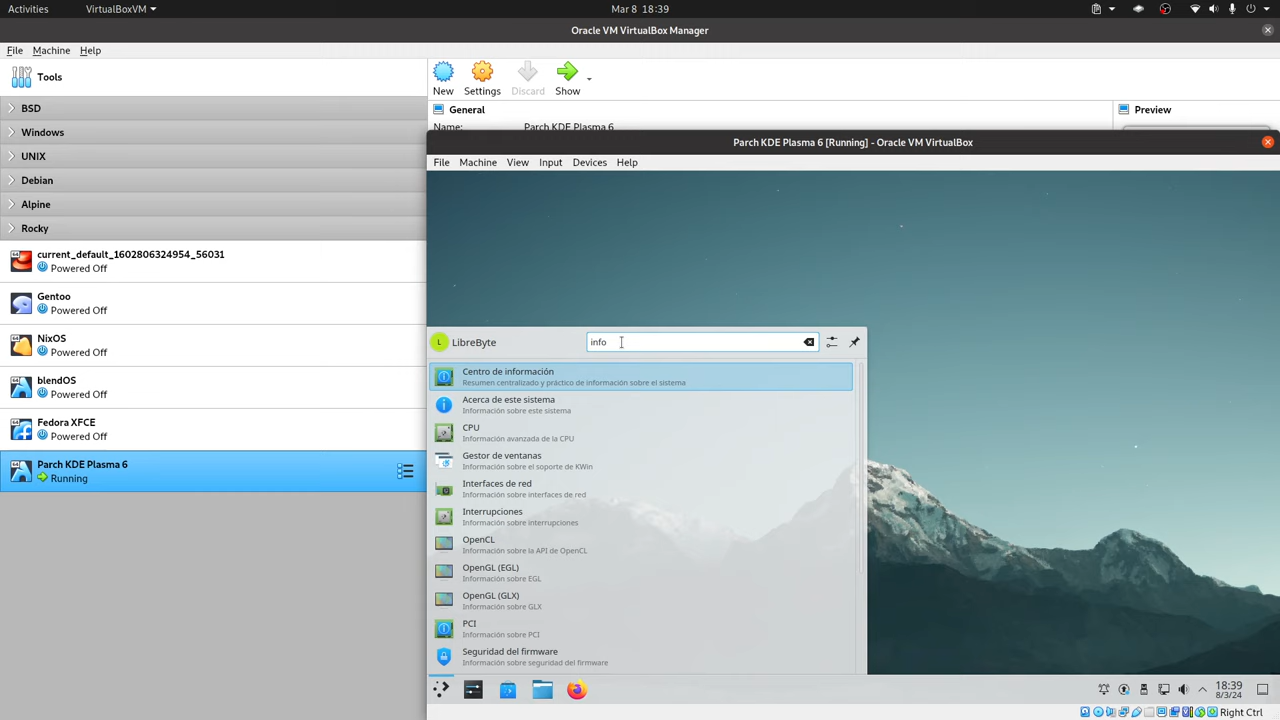 Activities
VirtualBoxVM
Mar 8 18:39
Oracle VM VirtualBox Manager
File Machine Help
Tools
New Settings Discard Show
BSD
Windows
UNIX
Debian
Alpine
Rocky
current_default_1602806324954_56031
Powered Off
Gentoo
Powered Off
NixOS
Powered Off
blendOS
Powered Off
Fedora XFCE
Powered Off
Parch KDE Plasma 6
Running
General
Name: Parch KDE Plasma 6
Preview
Parch KDE Plasma 6 [Running] - Oracle VM VirtualBox
File Machine View Input Devices Help
L LibreByte
info
Centro de información
Resumen centralizado y práctico de información sobre el sistema
Acerca de este sistema
Información sobre este sistema
CPU
Información avanzada de la CPU
Gestor de ventanas
Información sobre el soporte de KWin
Interfaces de red
Información sobre interfaces de red
Interrupciones
Información sobre interrupciones
OpenCL
Información sobre la API de OpenCL
OpenGL (EGL)
Información sobre EGL
OpenGL (GLX)
Información sobre GLX
PCI
Información sobre PCI
Seguridad del firmware
Información sobre seguridad del firmware
18:39
8/3/24
Right Ctrl